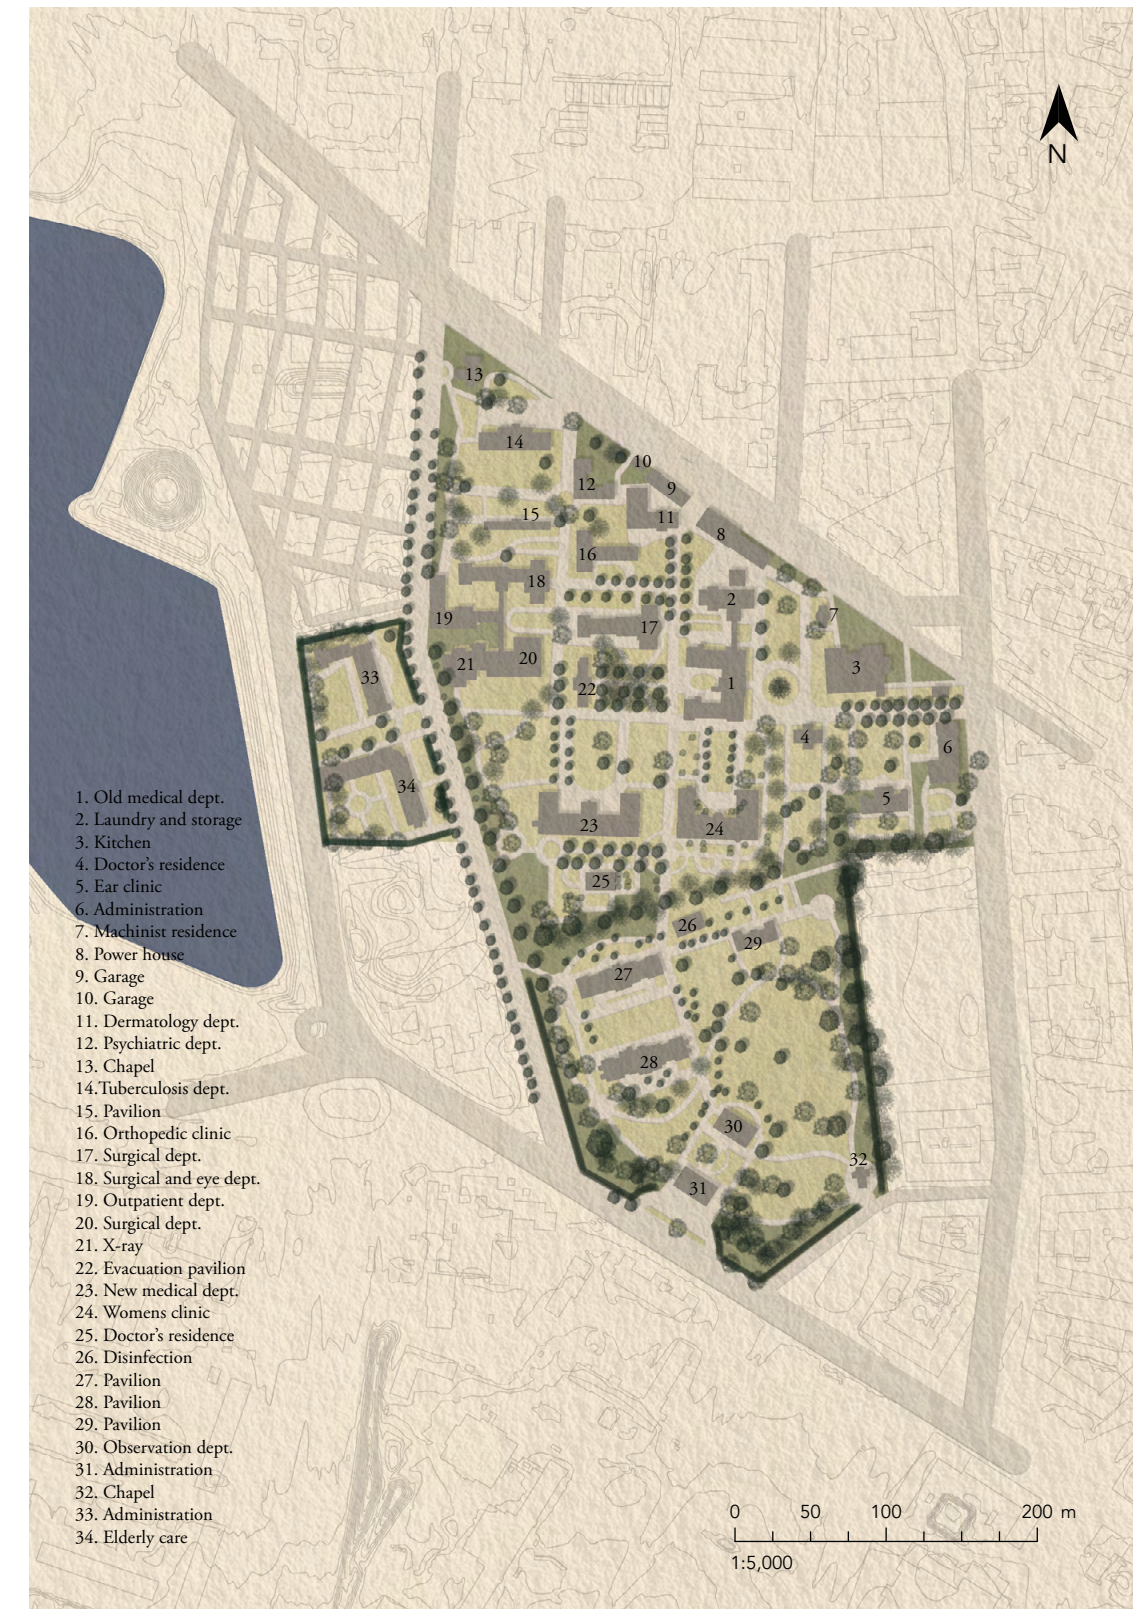 N
13
14
10
12
9
15
11
8
16
18
2
19
17
7
21
20
3
33
22
1
4
6
34
5
23
24
25
26
29
27
28
30
32
31
1. Old medical dept.
2. Laundry and storage
3. Kitchen
4. Doctor's residence
5. Ear clinic
6. Administration
7. Machinist residence
8. Power house
9. Garage
10. Garage
11. Dermatology dept.
12. Psychiatric dept.
13. Chapel
14.Tuberculosis dept.
15. Pavilion
16. Orthopedic clinic
17. Surgical dept.
18. Surgical and eye dept.
19. Outpatient dept.
20. Surgical dept.
21. X-ray
22. Evacuation pavilion
23. New medical dept.
24. Womens clinic
25. Doctor's residence
26. Disinfection
27. Pavilion
28. Pavilion
29. Pavilion
30. Observation dept.
31. Administration
32. Chapel
33. Administration
34. Elderly care
0 50 100 200 m
1:5,000